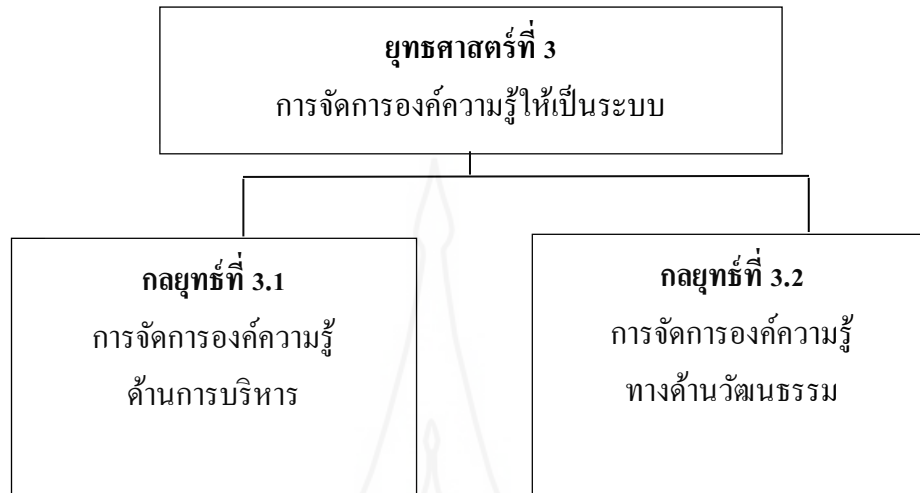 ยุทธศาสตร์ที่ 3
การจัดการองค์ความรู้ให้เป็นระบบ
กลยุทธ์ที่ 3.1
การจัดการองค์ความรู้
ด้านการบริหาร
กลยุทธ์ที่ 3.2
การจัดการองค์ความรู้
ทางด้านวัฒนธรรม